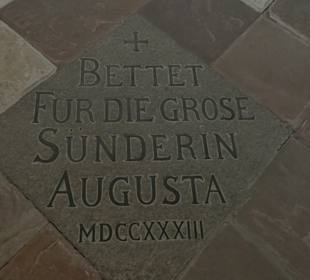 BETTET
FÜR DIE GROSE
SÜNDERIN
AUGUSTA
MDCCXXXIII